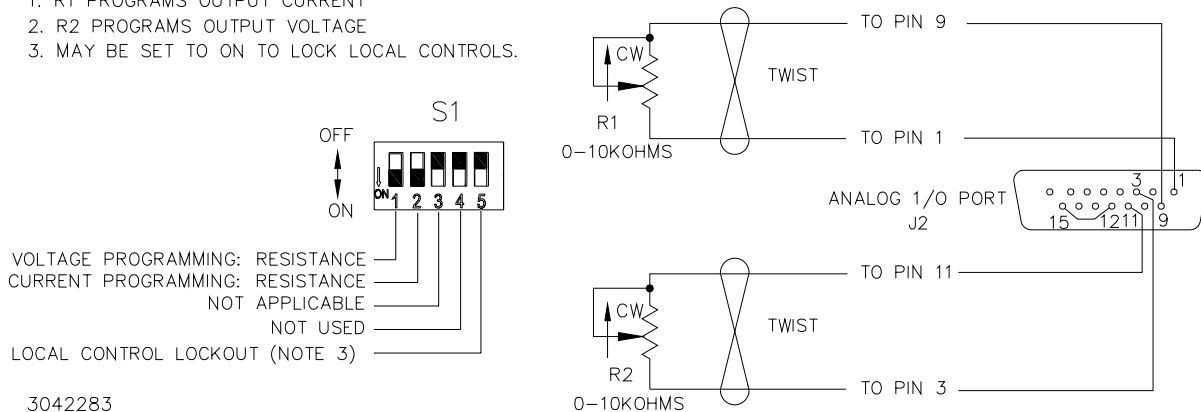 1. R1 PROGRAMS OUTPUT CURRENT
2. R2 PROGRAMS OUTPUT VOLTAGE
3. MAY BE SET TO ON TO LOCK LOCAL CONTROLS.
S1
OFF
ON
ON
1 2 3 4 5
VOLTAGE PROGRAMMING: RESISTANCE
CURRENT PROGRAMMING: RESISTANCE
NOT APPLICABLE
NOT USED
LOCAL CONTROL LOCKOUT (NOTE 3)
3042283
TO PIN 9
CW
TWIST
R1
0-10KOHMS
TO PIN 1
ANALOG 1/O PORT
J2
3 1
15 12 11 9
TO PIN 11
CW
TWIST
R2
0-10KOHMS
TO PIN 3